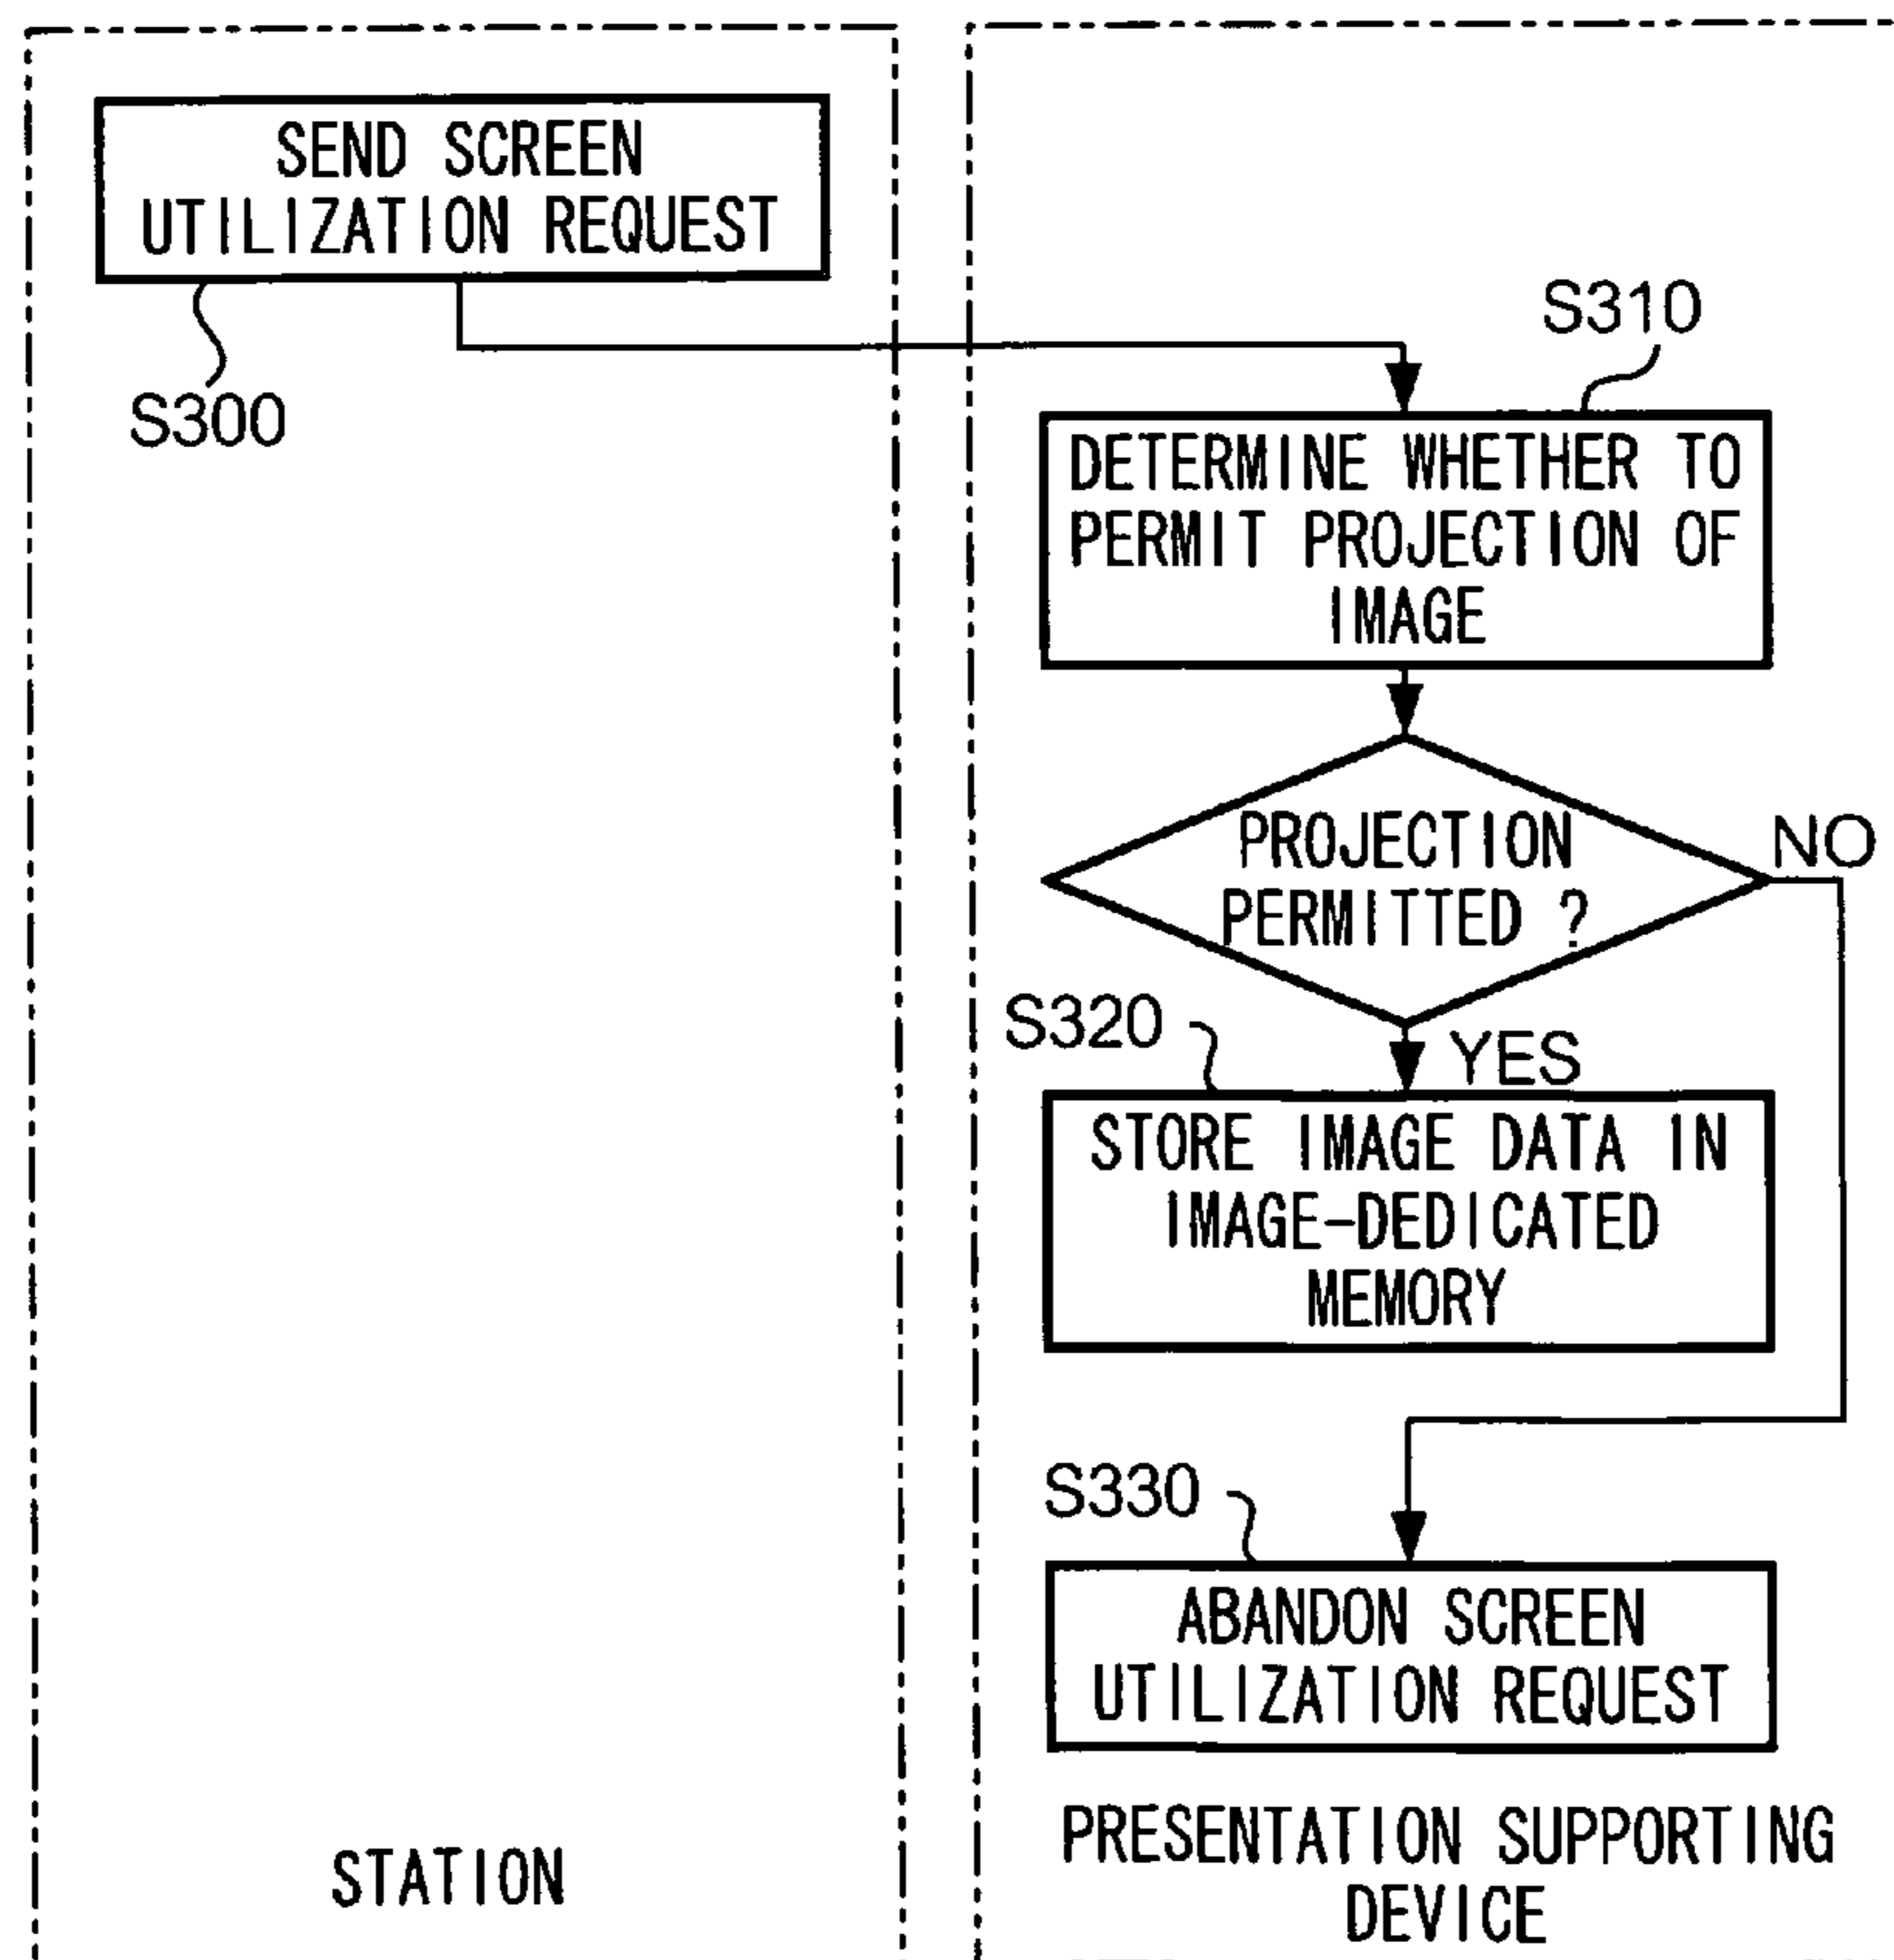 SEND SCREEN
UTILIZATION REQUEST
S300
S310
DETERMINE WHETHER TO
PERMIT PROJECTION OF
IMAGE
PROJECTION
PERMITTED ?
NO
YES
S320
STORE IMAGE DATA IN
IMAGE-DEDICATED
MEMORY
S330
ABANDON SCREEN
UTILIZATION REQUEST
STATION
PRESENTATION SUPPORTING
DEVICE